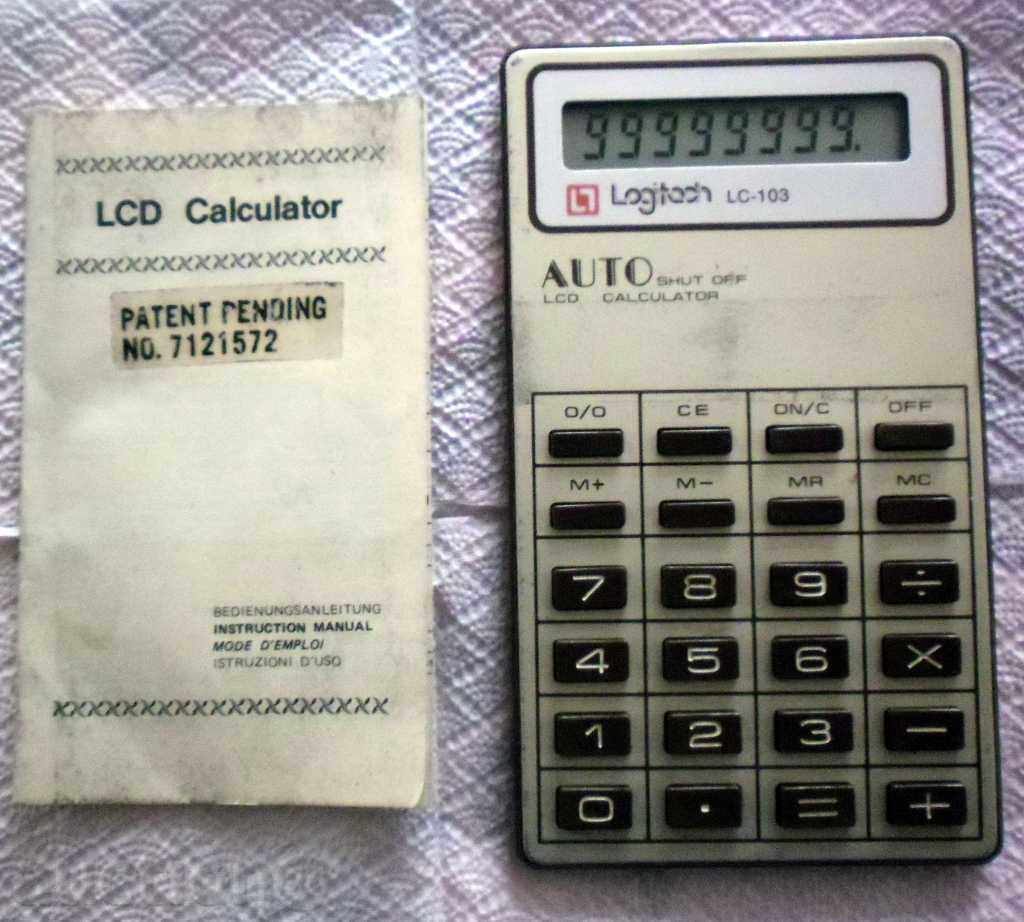 XXXXXXXXXXXXXXXXXXX
LCD Calculator
XXXXXXXXXXXXXXXXXXX
PATENT PENDING
NO. 7121572
BEDIENUNGSANLEITUNG
INSTRUCTION MANUAL
MODE D'EMPLOI
ISTRUZIONI D'USO
XXXXXXXXXXXXXXXXXXX
99999999.
Logitech LC-103
AUTO SHUT OFF
LCD CALCULATOR
O/O CE ON/C OFF
M+ M− MR MC
7 8 9 ÷
4 5 6 ×
1 2 3 −
0 . = +